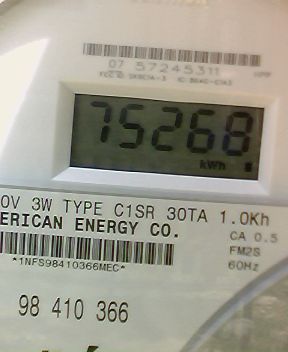 07 57245311
75268
kWh
0V 3W TYPE C1SR 30TA 1.0Kh
ERICAN ENERGY CO.
CA 0.5
FM2S
60Hz
*1NFS98410366MEC*
98 410 366